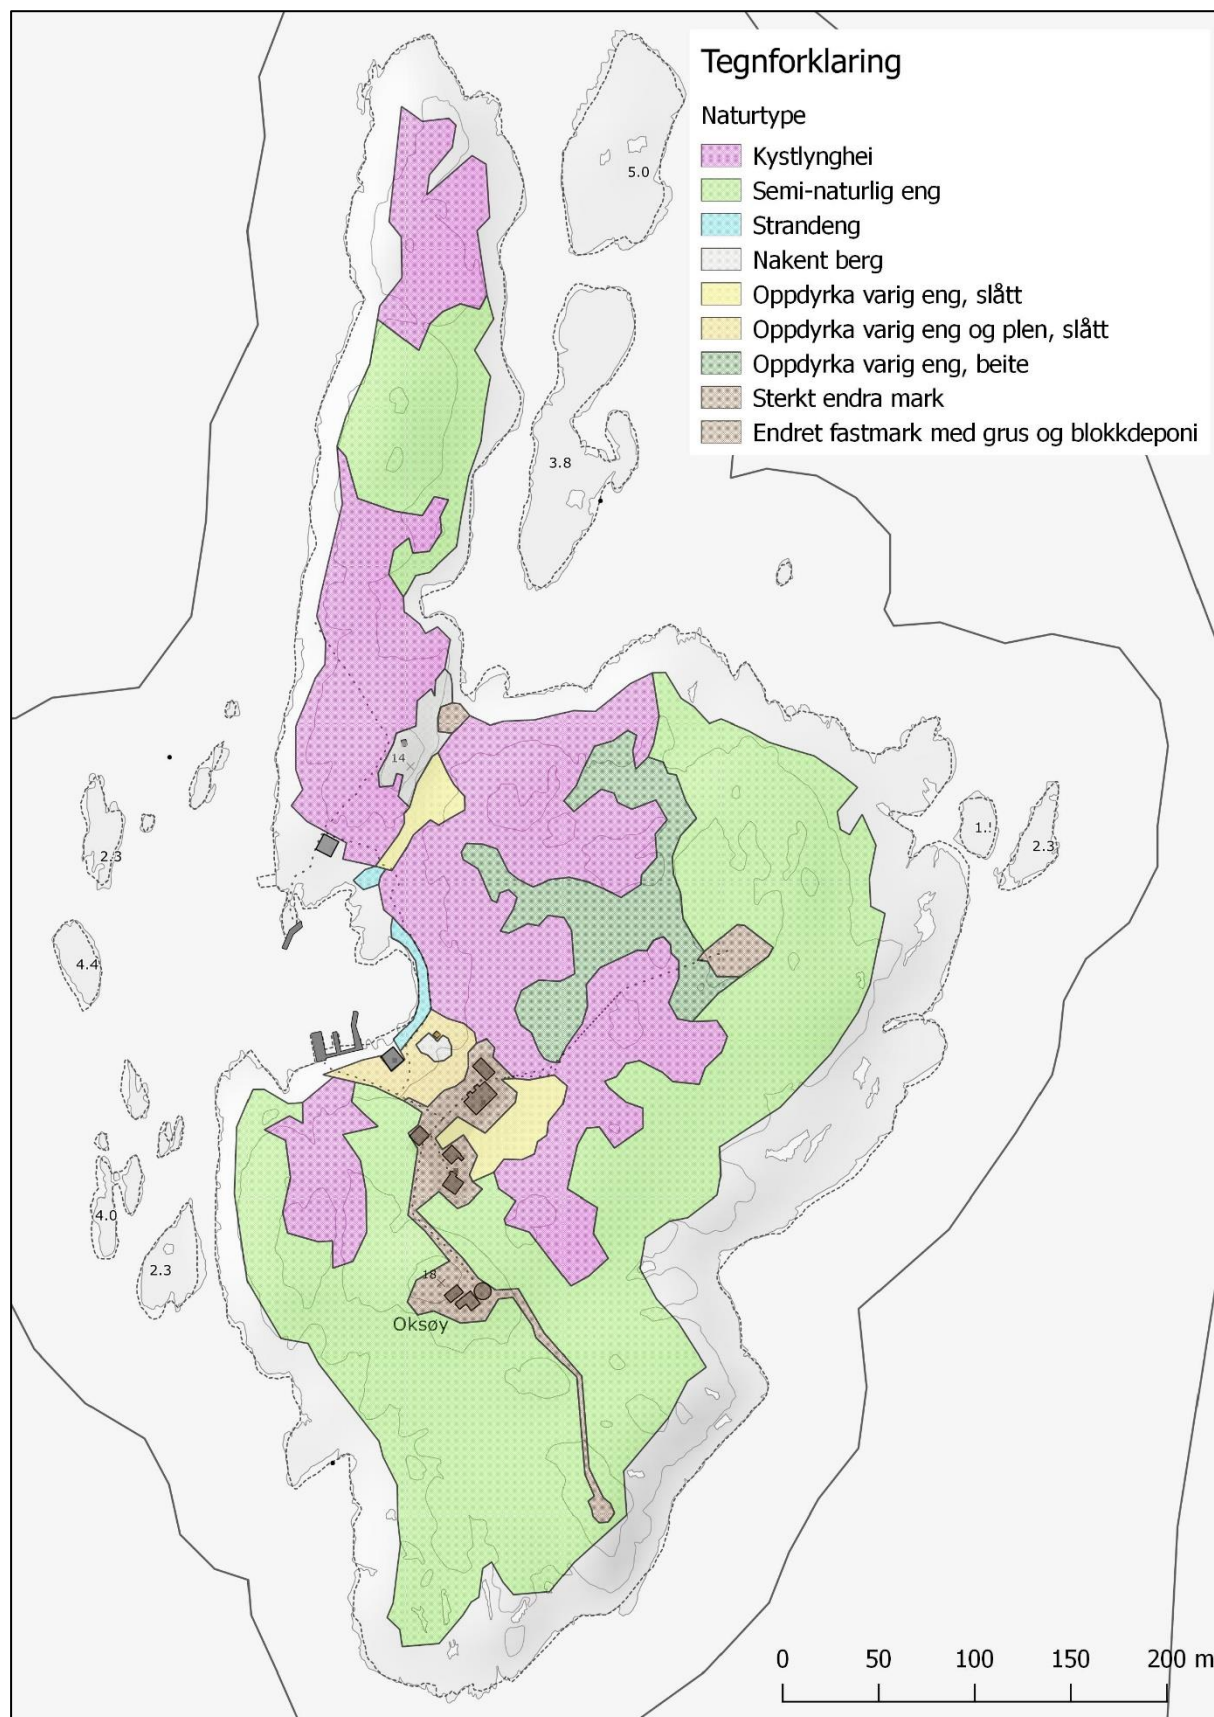 Tegnforklaring
Naturtype
Kystlynghei
Semi-naturlig eng
Strandeng
Nakent berg
Oppdyrka varig eng, slått
Oppdyrka varig eng og plen, slått
Oppdyrka varig eng, beite
Sterkt endra mark
Endret fastmark med grus og blokkdeponi
5.0
3.8
14
2.3
1.!
2.3
4.4
4.0
2.3
18
Oksøy
0 50 100 150 200 m